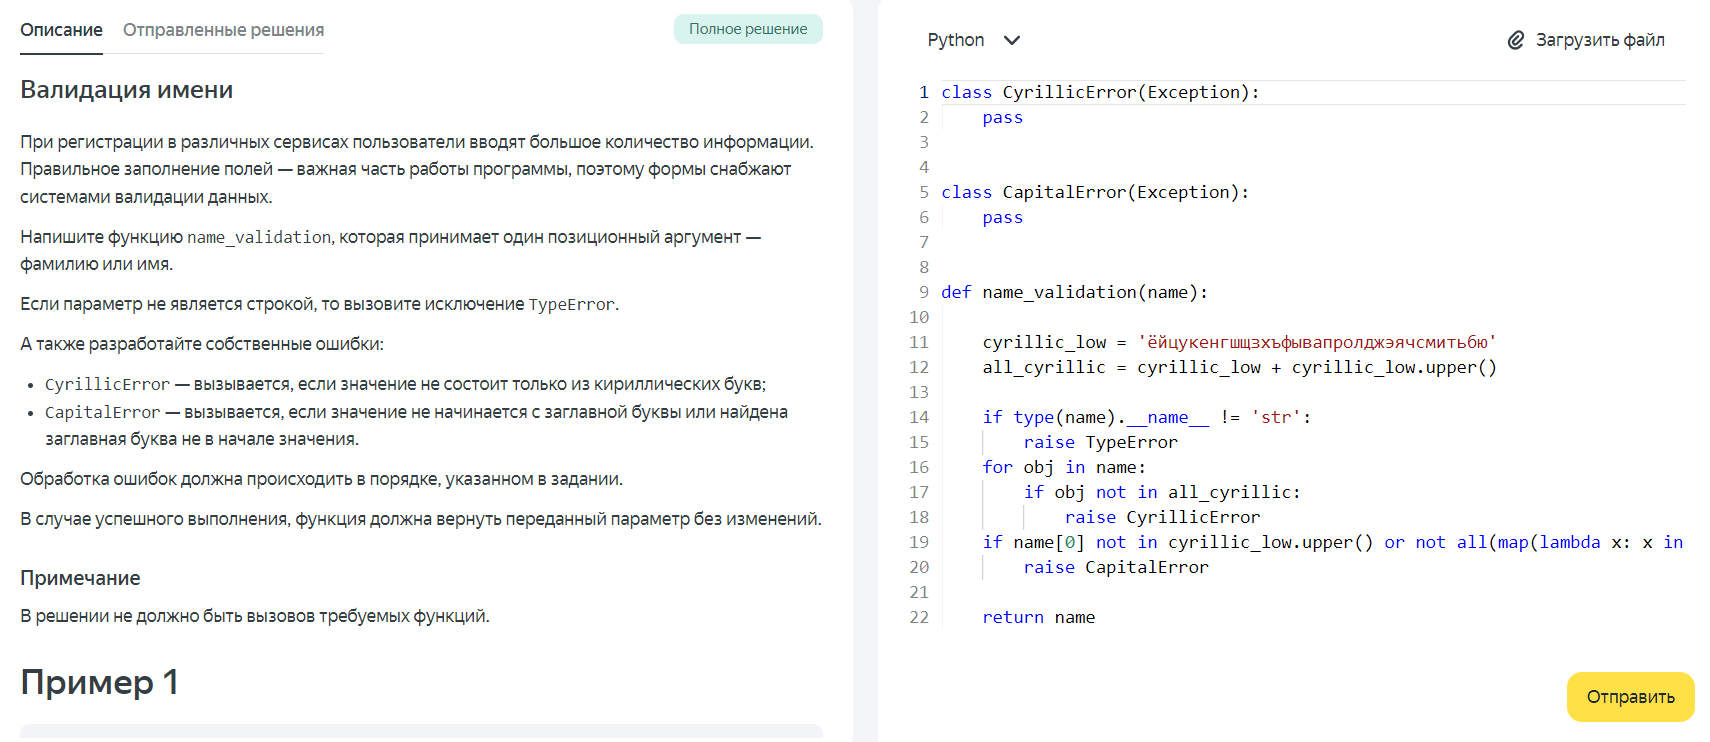 Описание Отправленные решения Полное решение
Валидация имени
При регистрации в различных сервисах пользователи вводят большое количество информации.
Правильное заполнение полей — важная часть работы программы, поэтому формы снабжают
системами валидации данных.
Напишите функцию name_validation, которая принимает один позиционный аргумент —
фамилию или имя.
Если параметр не является строкой, то вызовите исключение TypeError.
А также разработайте собственные ошибки:
• CyrillicError — вызывается, если значение не состоит только из кириллических букв;
• CapitalError — вызывается, если значение не начинается с заглавной буквы или найдена
заглавная буква не в начале значения.
Обработка ошибок должна происходить в порядке, указанном в задании.
В случае успешного выполнения, функция должна вернуть переданный параметр без изменений.
Примечание
В решении не должно быть вызовов требуемых функций.
Пример 1
Python Загрузить файл
1 class CyrillicError(Exception):
2     pass
3
4
5 class CapitalError(Exception):
6     pass
7
8
9 def name_validation(name):
10
11     cyrillic_low = 'ёйцукенгшщзхъфывапролджэячсмитьбю'
12     all_cyrillic = cyrillic_low + cyrillic_low.upper()
13
14     if type(name).__name__ != 'str':
15         raise TypeError
16     for obj in name:
17         if obj not in all_cyrillic:
18             raise CyrillicError
19     if name[0] not in cyrillic_low.upper() or not all(map(lambda x: x in
20         raise CapitalError
21
22     return name
Отправить